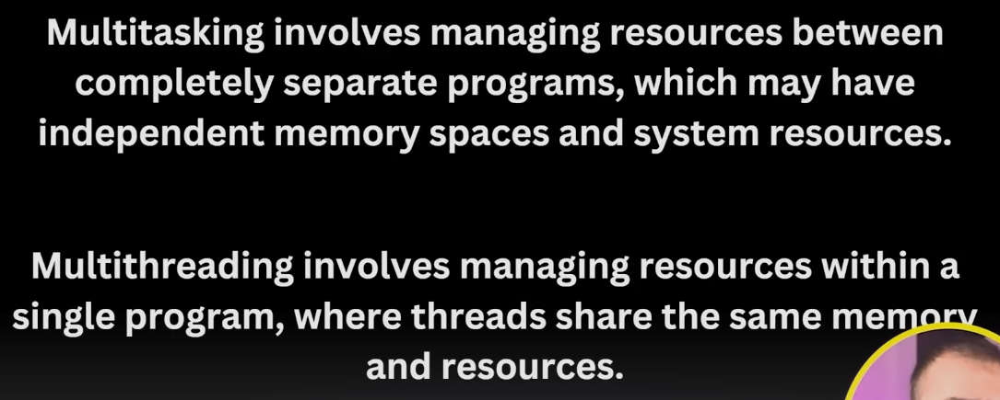 Multitasking involves managing resources between
completely separate programs, which may have
independent memory spaces and system resources.
Multithreading involves managing resources within a
single program, where threads share the same memory
and resources.